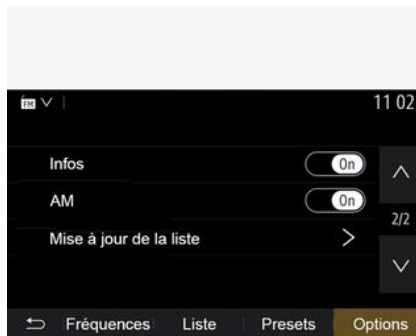 FM 11 02
Infos On
AM On
2/2
Mise à jour de la liste
Fréquences Liste Presets Options